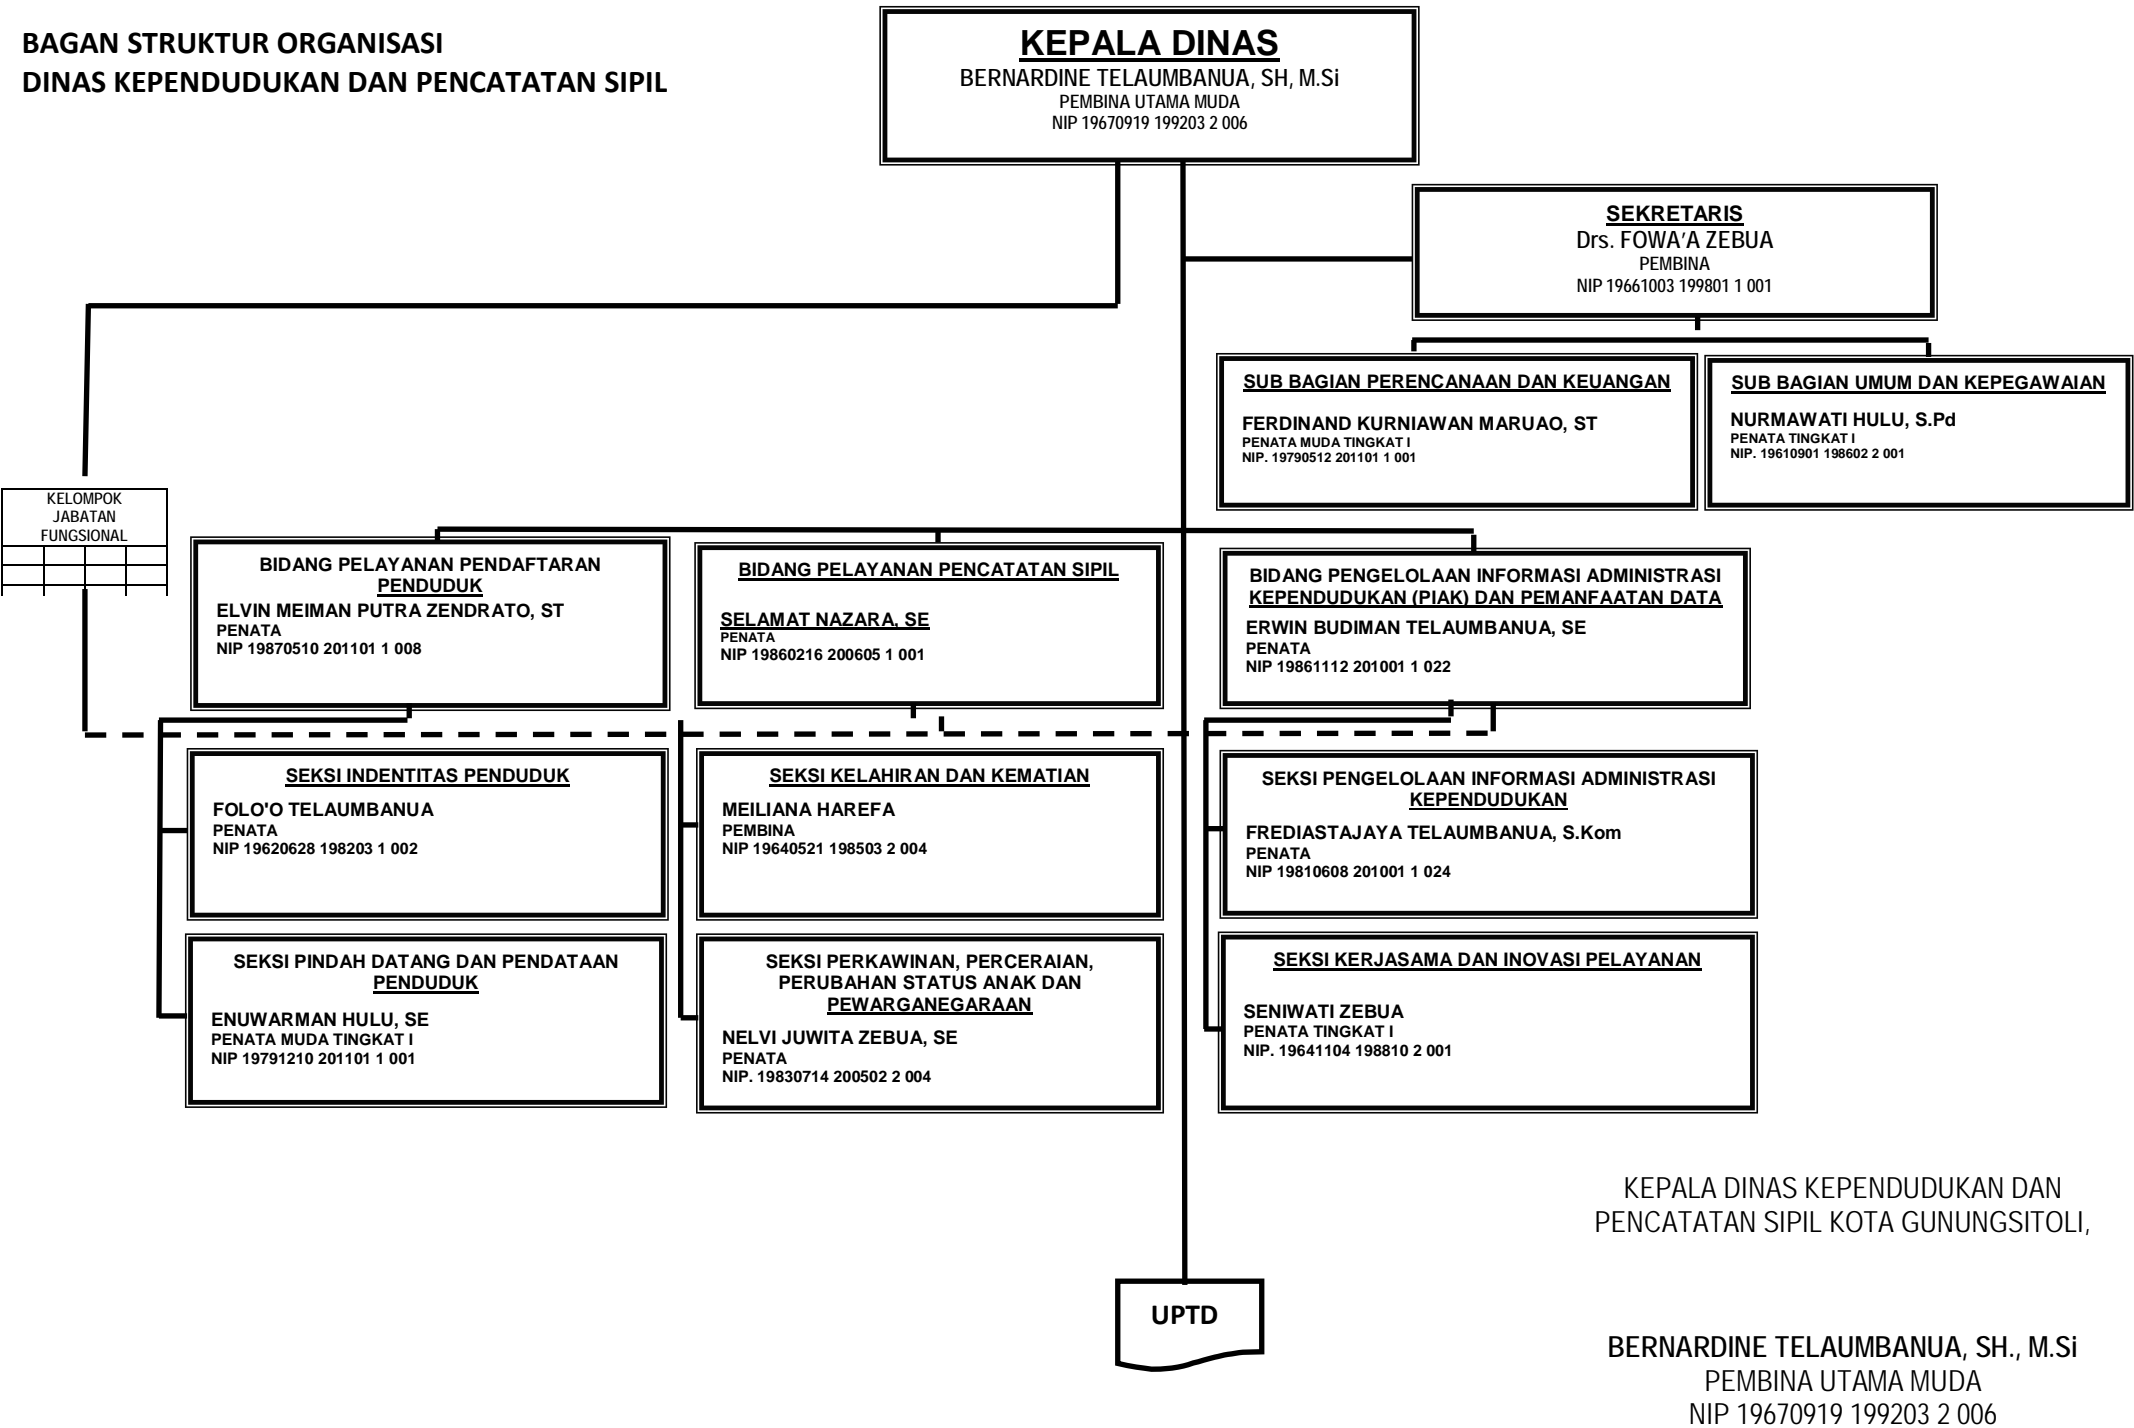 BAGAN STRUKTUR ORGANISASI
DINAS KEPENDUDUKAN DAN PENCATATAN SIPIL
KEPALA DINAS
BERNARDINE TELAUMBANUA, SH, M.Si
PEMBINA UTAMA MUDA
NIP 19670919 199203 2 006
SEKRETARIS
Drs. FOWA’A ZEBUA
PEMBINA
NIP 19661003 199801 1 001
SUB BAGIAN PERENCANAAN DAN KEUANGAN
FERDINAND KURNIAWAN MARUAO, ST
PENATA MUDA TINGKAT I
NIP. 19790512 201101 1 001
SUB BAGIAN UMUM DAN KEPEGAWAIAN
NURMAWATI HULU, S.Pd
PENATA TINGKAT I
NIP. 19610901 198602 2 001
KELOMPOK
JABATAN
FUNGSIONAL
BIDANG PELAYANAN PENDAFTARAN
PENDUDUK
ELVIN MEIMAN PUTRA ZENDRATO, ST
PENATA
NIP 19870510 201101 1 008
BIDANG PELAYANAN PENCATATAN SIPIL
SELAMAT NAZARA, SE
PENATA
NIP 19860216 200605 1 001
BIDANG PENGELOLAAN INFORMASI ADMINISTRASI
KEPENDUDUKAN (PIAK) DAN PEMANFAATAN DATA
ERWIN BUDIMAN TELAUMBANUA, SE
PENATA
NIP 19861112 201001 1 022
SEKSI INDENTITAS PENDUDUK
FOLO'O TELAUMBANUA
PENATA
NIP 19620628 198203 1 002
SEKSI KELAHIRAN DAN KEMATIAN
MEILIANA HAREFA
PEMBINA
NIP 19640521 198503 2 004
SEKSI PENGELOLAAN INFORMASI ADMINISTRASI
KEPENDUDUKAN
FREDIASTAJAYA TELAUMBANUA, S.Kom
PENATA
NIP 19810608 201001 1 024
SEKSI PINDAH DATANG DAN PENDATAAN
PENDUDUK
ENUWARMAN HULU, SE
PENATA MUDA TINGKAT I
NIP 19791210 201101 1 001
SEKSI PERKAWINAN, PERCERAIAN,
PERUBAHAN STATUS ANAK DAN
PEWARGANEGARAAN
NELVI JUWITA ZEBUA, SE
PENATA
NIP. 19830714 200502 2 004
SEKSI KERJASAMA DAN INOVASI PELAYANAN
SENIWATI ZEBUA
PENATA TINGKAT I
NIP. 19641104 198810 2 001
UPTD
KEPALA DINAS KEPENDUDUKAN DAN
PENCATATAN SIPIL KOTA GUNUNGSITOLI,
BERNARDINE TELAUMBANUA, SH., M.Si
PEMBINA UTAMA MUDA
NIP 19670919 199203 2 006